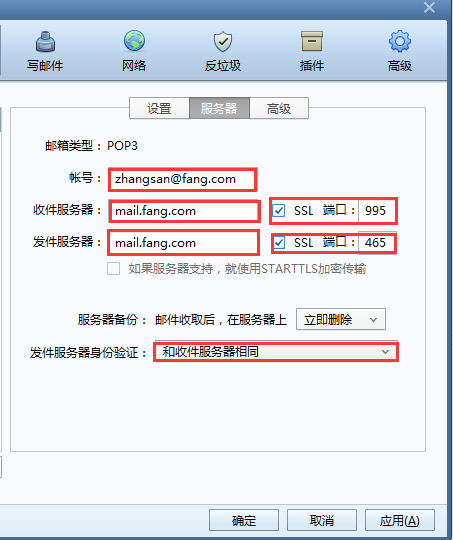 写邮件 网络 反垃圾 插件 高级
设置 服务器 高级
邮箱类型：POP3
帐号：zhangsan@fang.com
收件服务器：mail.fang.com SSL 端口：995
发件服务器：mail.fang.com SSL 端口：465
如果服务器支持，就使用STARTTLS加密传输
服务器备份：邮件收取后，在服务器上 立即删除
发件服务器身份验证：和收件服务器相同
确定 取消 应用(A)